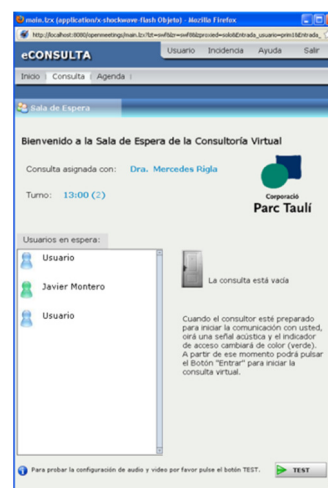 main.lzx (application/x-shockwave-flash Objeto) - Mozilla Firefox
eCONSULTA
Usuario Incidencia Ayuda Salir
Inicio Consulta Agenda
Sala de Espera
Bienvenido a la Sala de Espera de la Consultoría Virtual
Consulta asignada con: Dra. Mercedes Rigla
Turno: 13:00 (2)
Corporació
Parc Taulí
Usuarios en espera:
Usuario
Javier Montero
Usuario
La consulta está vacía
Cuando el consultor esté preparado
para iniciar la comunicación con usted,
oirá una señal acústica y el indicador
de acceso cambiará de color (verde).
A partir de ese momento podrá pulsar
el Botón "Entrar" para iniciar la
consulta virtual.
Para probar la configuración de audio y video por favor pulse el botón TEST.
TEST